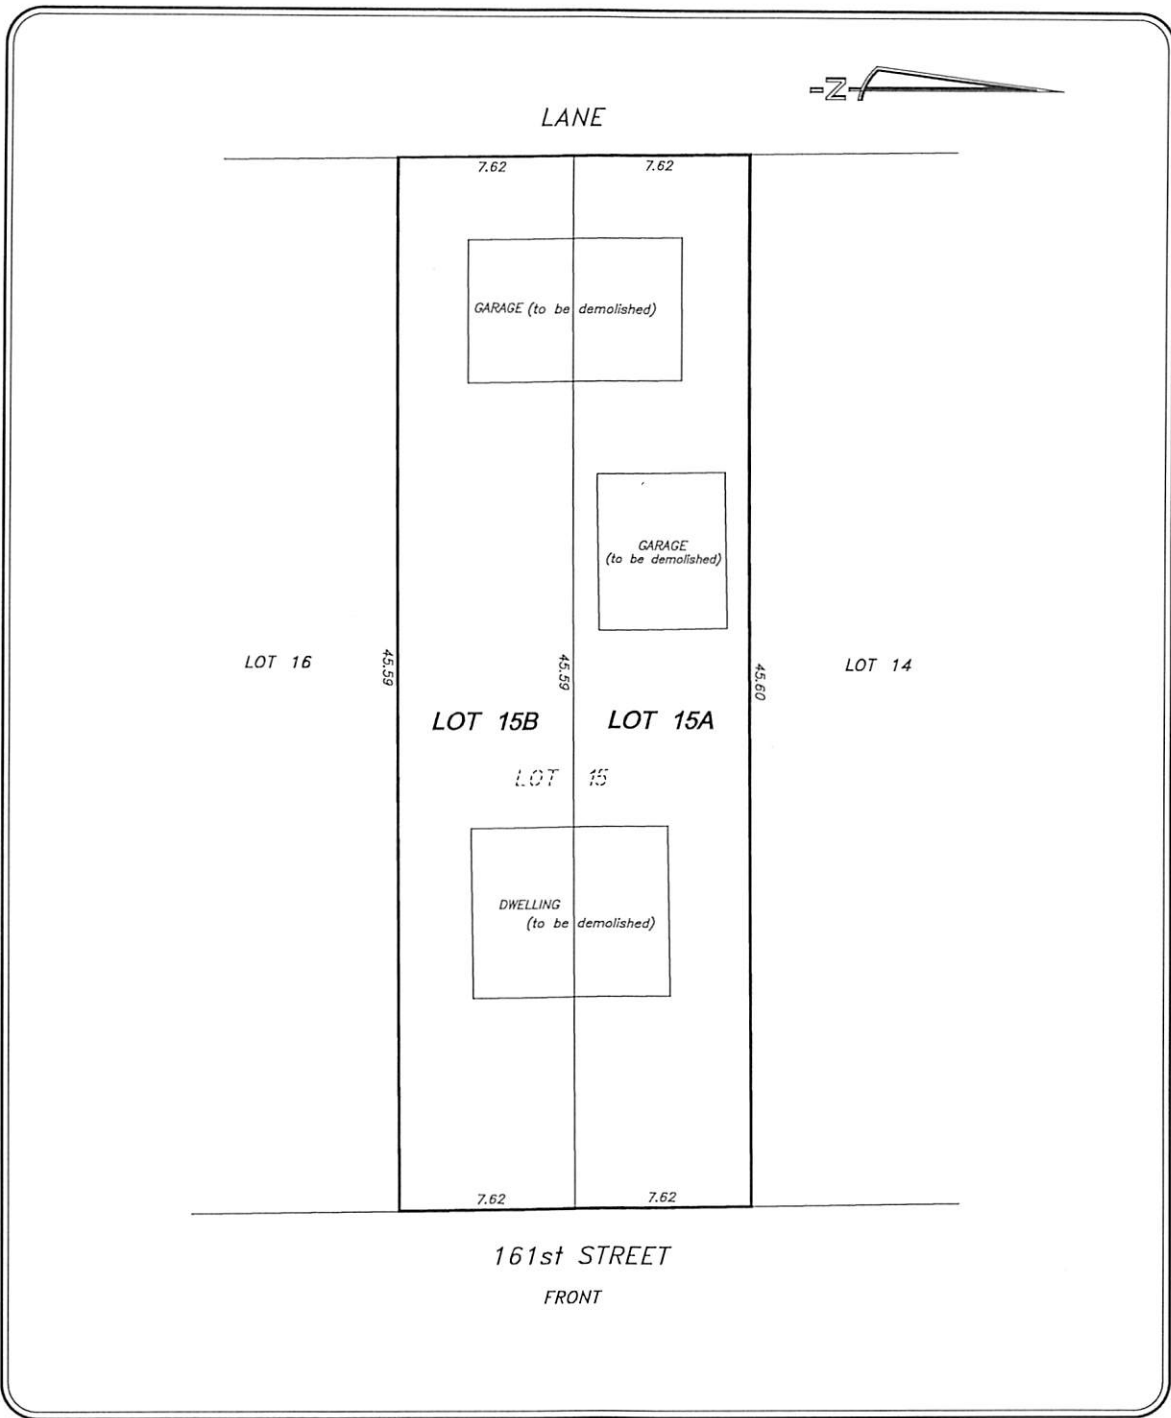 -Z-
LANE
7.62 7.62
GARAGE (to be demolished)
GARAGE
(to be demolished)
LOT 16 45.59 45.59 45.60 LOT 14
LOT 15B LOT 15A
LOT 15
DWELLING
(to be demolished)
7.62 7.62
161st STREET
FRONT